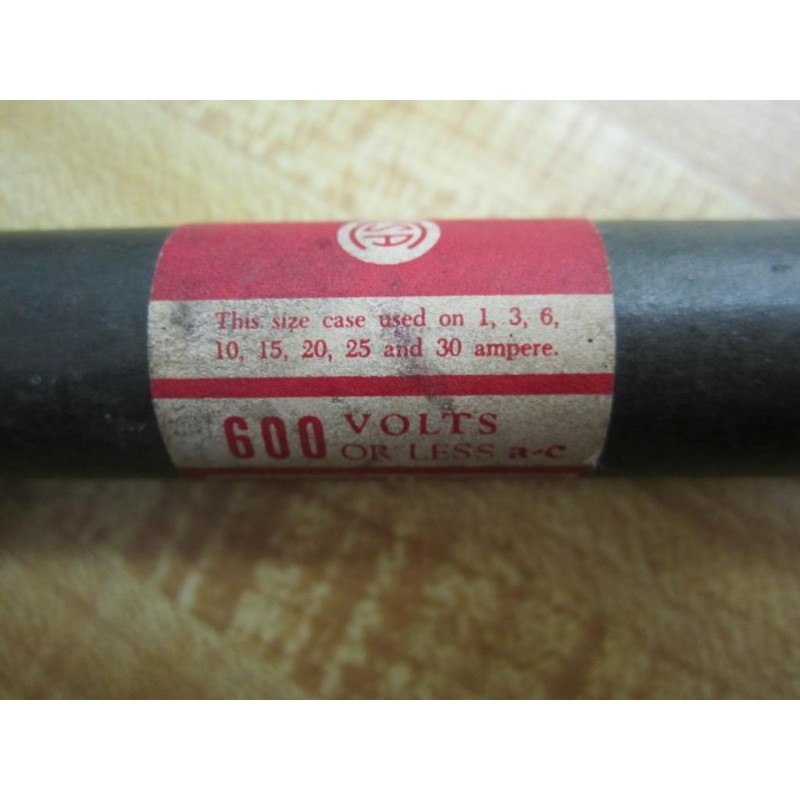 SA
This size case used on 1, 3, 6,
10, 15, 20, 25 and 30 ampere.
600 VOLTS
OR LESS a-c